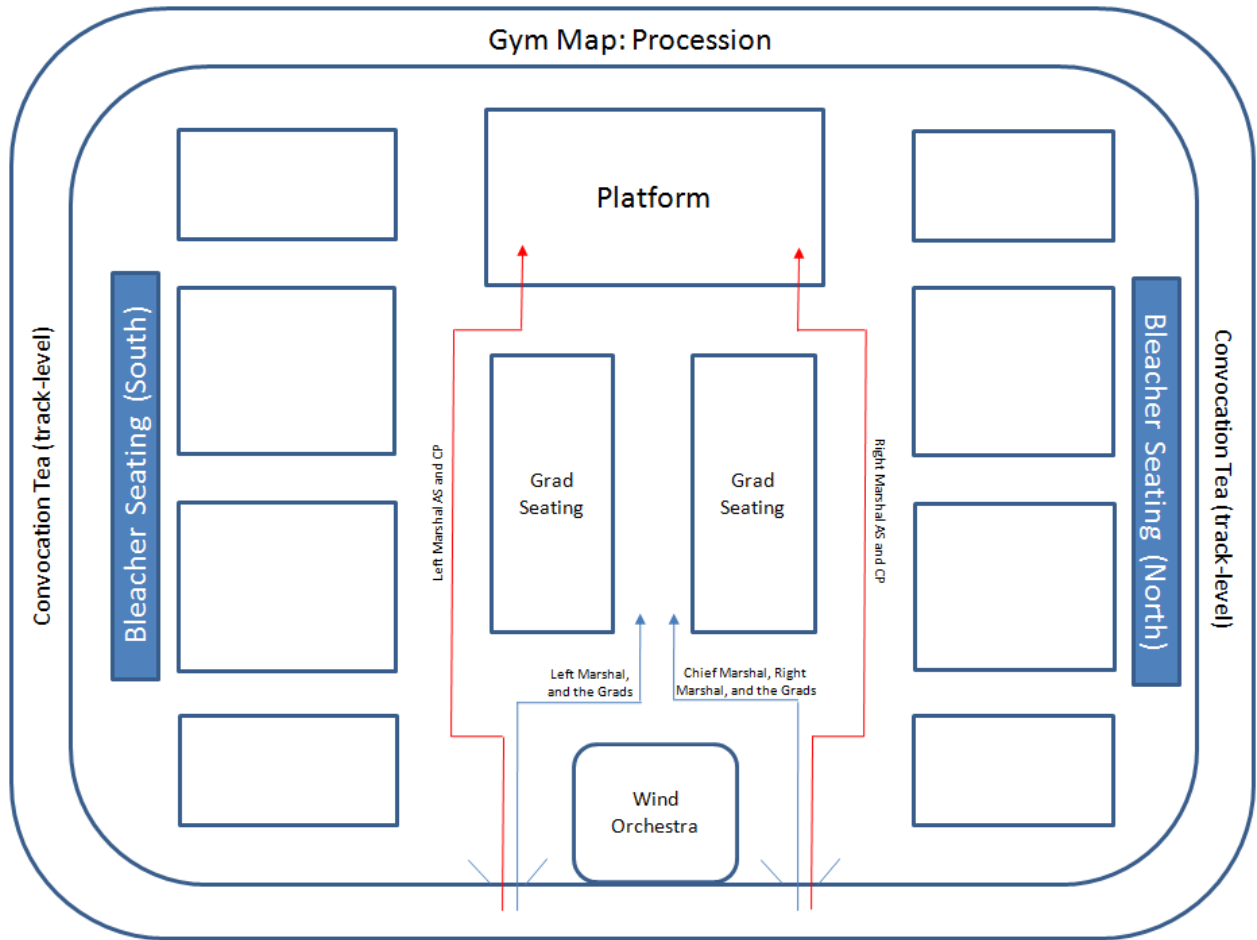 Gym Map: Procession
Platform
Convocation Tea (track-level)
Bleacher Seating (South)
Left Marshal AS and CP
Grad
Seating
Grad
Seating
Right Marshal AS and CP
Bleacher Seating (North)
Convocation Tea (track-level)
Left Marshal,
and the Grads
Chief Marshal, Right
Marshal, and the Grads
Wind
Orchestra